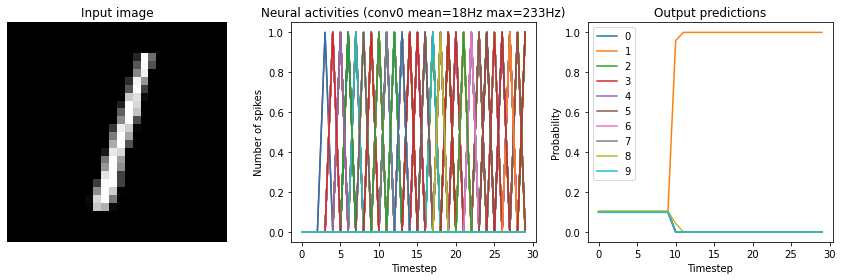 Input image
Neural activities (conv0 mean=18Hz max=233Hz)
Output predictions
Number of spikes
1.0
0.8
0.6
0.4
0.2
0.0
0 5 10 15 20 25 30
Timestep
Probability
1.0
0.8
0.6
0.4
0.2
0.0
0
1
2
3
4
5
6
7
8
9
0 5 10 15 20 25 30
Timestep